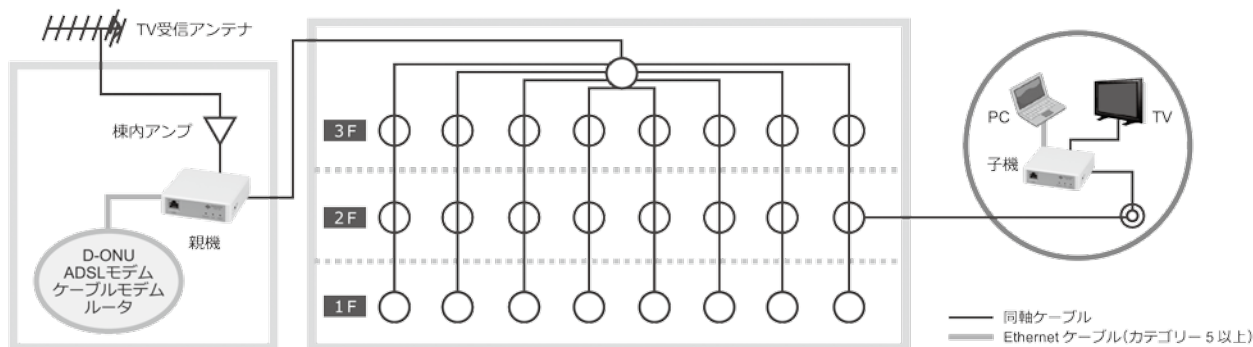 TV受信アンテナ
棟内アンプ
親機
D-ONU
ADSLモデム
ケーブルモデム
ルータ
3F
2F
1F
PC
TV
子機
同軸ケーブル
Ethernet ケーブル(カテゴリー 5 以上)